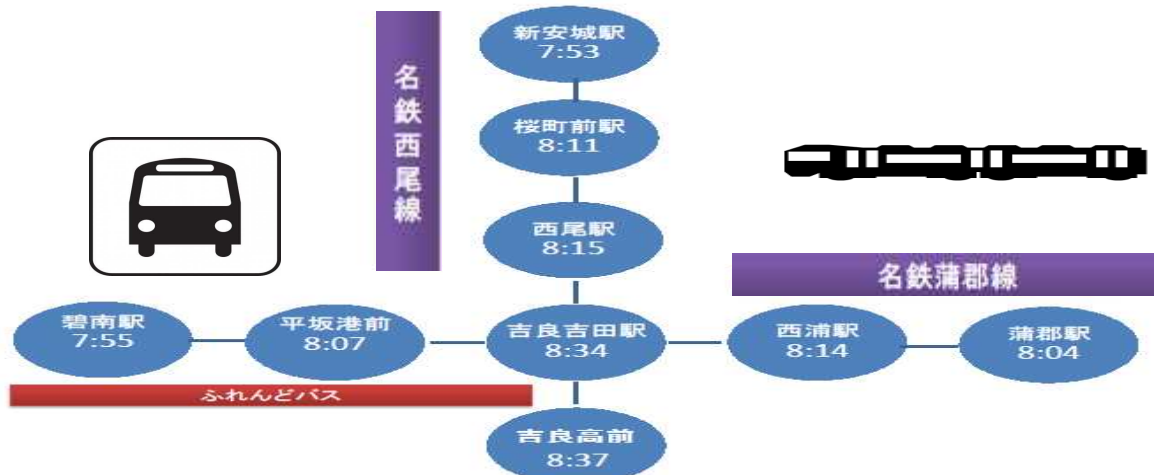 新安城駅
7:53
名鉄西尾線
桜町前駅
8:11
西尾駅
8:15
名鉄蒲郡線
碧南駅
7:55
平坂港前
8:07
吉良吉田駅
8:34
西浦駅
8:14
蒲郡駅
8:04
ふれんどバス
吉良高前
8:37